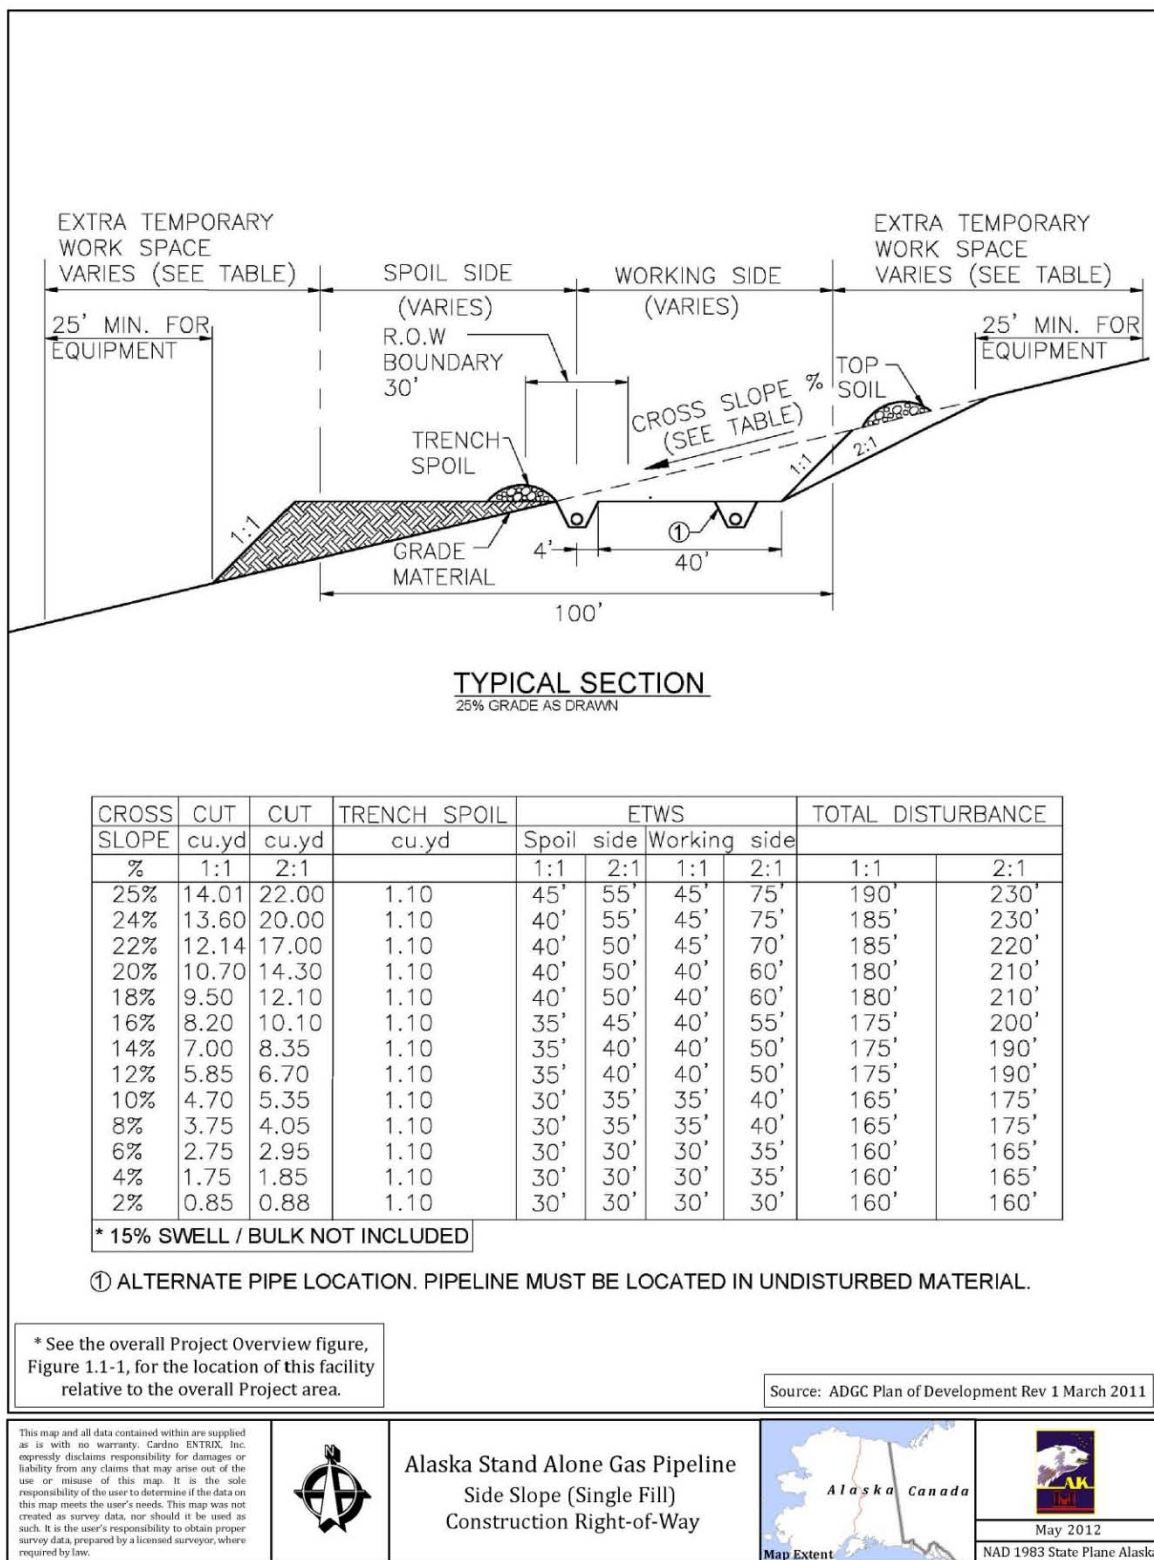 EXTRA TEMPORARY
WORK SPACE
VARIES (SEE TABLE)
SPOIL SIDE
(VARIES)
WORKING SIDE
(VARIES)
EXTRA TEMPORARY
WORK SPACE
VARIES (SEE TABLE)
25' MIN. FOR
EQUIPMENT
R.O.W
BOUNDARY
30'
25' MIN. FOR
EQUIPMENT
TOP
SOIL
CROSS SLOPE %
(SEE TABLE)
TRENCH
SPOIL
1:1
2:1
1:1
GRADE
MATERIAL
4'
①
40'
100'
TYPICAL SECTION
25% GRADE AS DRAWN
CROSS CUT CUT TRENCH SPOIL ETWS TOTAL DISTURBANCE
SLOPE cu.yd cu.yd cu.yd Spoil side Working side
% 1:1 2:1 1:1 2:1 1:1 2:1 1:1 2:1
25% 14.01 22.00 1.10 45' 55' 45' 75' 190' 230'
24% 13.60 20.00 1.10 40' 55' 45' 75' 185' 230'
22% 12.14 17.00 1.10 40' 50' 45' 70' 185' 220'
20% 10.70 14.30 1.10 40' 50' 40' 60' 180' 210'
18% 9.50 12.10 1.10 40' 50' 40' 60' 180' 210'
16% 8.20 10.10 1.10 35' 45' 40' 55' 175' 200'
14% 7.00 8.35 1.10 35' 40' 40' 50' 175' 190'
12% 5.85 6.70 1.10 35' 40' 40' 50' 175' 190'
10% 4.70 5.35 1.10 30' 35' 35' 40' 165' 175'
8% 3.75 4.05 1.10 30' 35' 35' 40' 165' 175'
6% 2.75 2.95 1.10 30' 30' 30' 35' 160' 165'
4% 1.75 1.85 1.10 30' 30' 30' 35' 160' 165'
2% 0.85 0.88 1.10 30' 30' 30' 30' 160' 160'
* 15% SWELL / BULK NOT INCLUDED
① ALTERNATE PIPE LOCATION. PIPELINE MUST BE LOCATED IN UNDISTURBED MATERIAL.
* See the overall Project Overview figure,
Figure 1.1-1, for the location of this facility
relative to the overall Project area.
Source: ADGC Plan of Development Rev 1 March 2011
This map and all data contained within are supplied
as is with no warranty. Cardno ENTRIX, Inc.
expressly disclaims responsibility for damages or
liability from any claims that may arise out of the
use or misuse of this map. It is the sole
responsibility of the user to determine if the data on
this map meets the user's needs. This map was not
created as survey data, nor should it be used as
such. It is the user's responsibility to obtain proper
survey data, prepared by a licensed surveyor, where
required by law.
N
Alaska Stand Alone Gas Pipeline
Side Slope (Single Fill)
Construction Right-of-Way
Alaska Canada
Map Extent
AK
May 2012
NAD 1983 State Plane Alaska